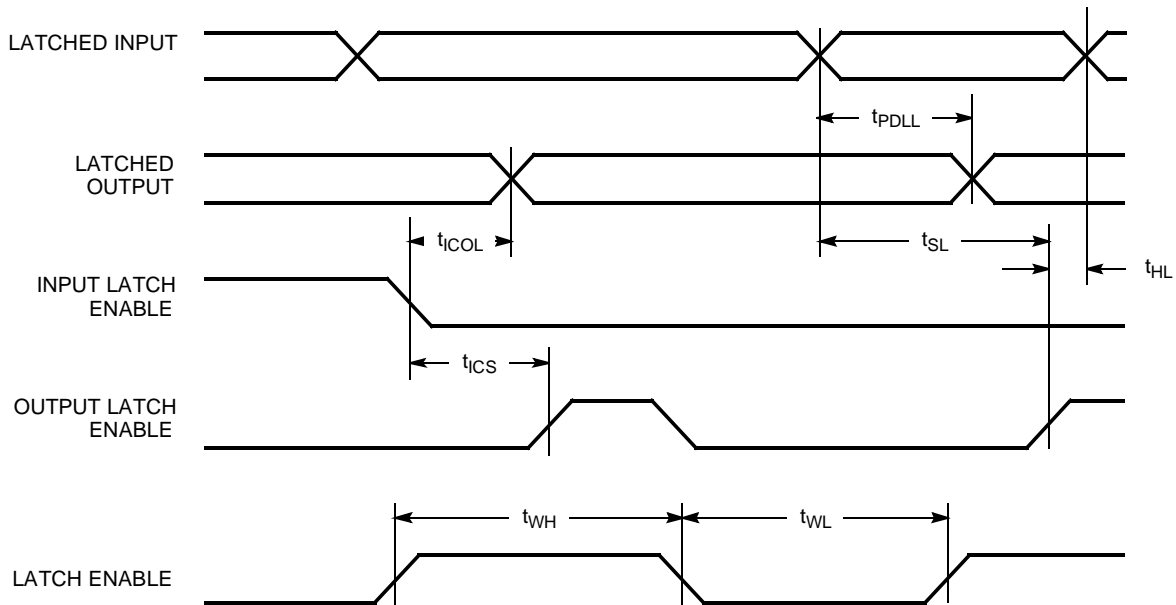 LATCHED INPUT
tPDLL
LATCHED
OUTPUT
tICOL
tSL
tHL
INPUT LATCH
ENABLE
tICS
OUTPUT LATCH
ENABLE
tWH
tWL
LATCH ENABLE